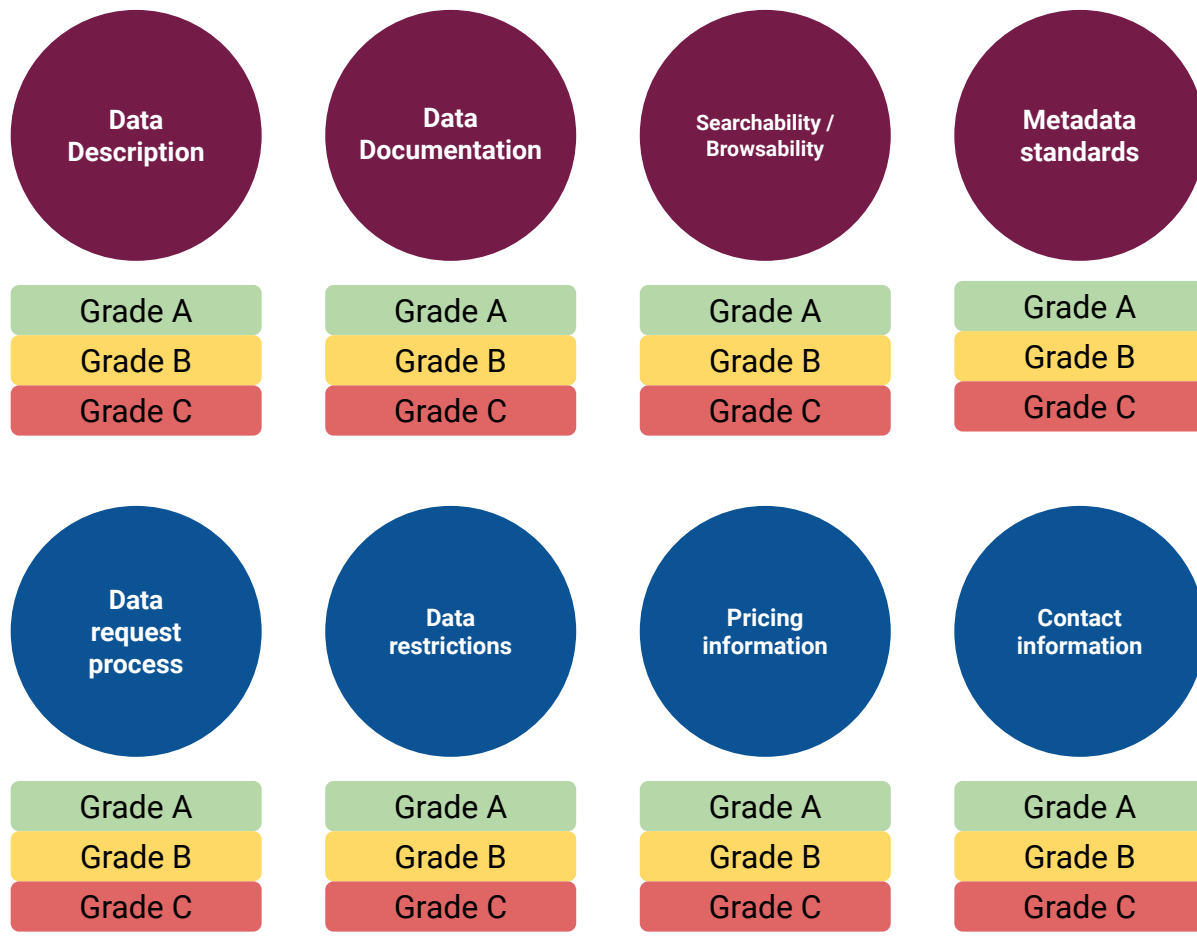 Data
Description
Data
Documentation
Searchability /
Browsability
Metadata
standards
Grade A
Grade B
Grade C
Grade A
Grade B
Grade C
Grade A
Grade B
Grade C
Grade A
Grade B
Grade C
Data
request
process
Data
restrictions
Pricing
information
Contact
information
Grade A
Grade B
Grade C
Grade A
Grade B
Grade C
Grade A
Grade B
Grade C
Grade A
Grade B
Grade C